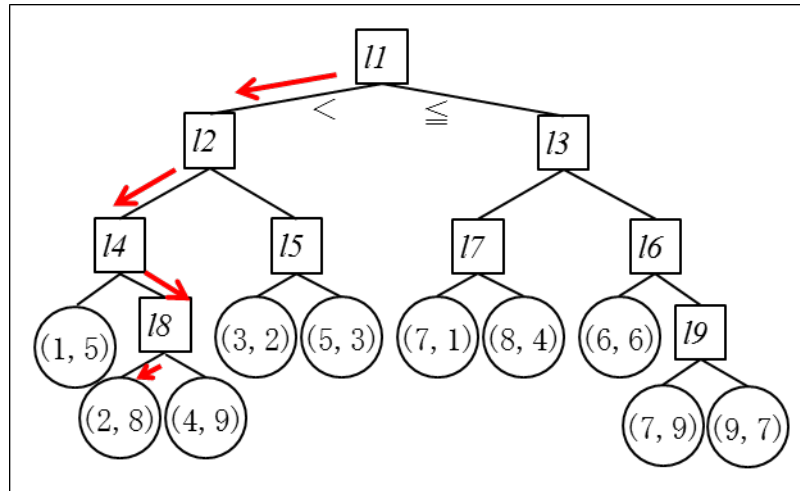 l1
< ≦
l2 l3
l4 l5 l7 l6
l8 l9
(1, 5) (3, 2) (5, 3) (7, 1) (8, 4) (6, 6)
(2, 8) (4, 9) (7, 9) (9, 7)